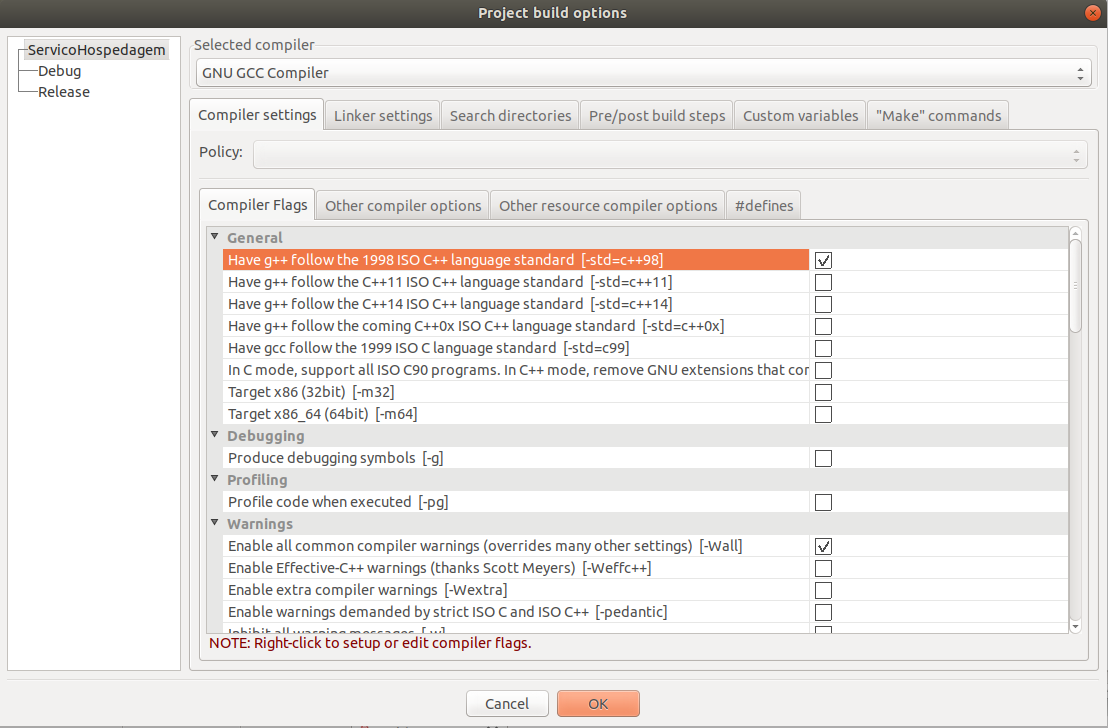 Project build options
ServicoHospedagem
Debug
Release
Selected compiler
GNU GCC Compiler
Compiler settings
Linker settings
Search directories
Pre/post build steps
Custom variables
"Make" commands
Policy:
Compiler Flags
Other compiler options
Other resource compiler options
#defines
General
Have g++ follow the 1998 ISO C++ language standard [-std=c++98]
Have g++ follow the C++11 ISO C++ language standard [-std=c++11]
Have g++ follow the C++14 ISO C++ language standard [-std=c++14]
Have g++ follow the coming C++0x ISO C++ language standard [-std=c++0x]
Have gcc follow the 1999 ISO C language standard [-std=c99]
In C mode, support all ISO C90 programs. In C++ mode, remove GNU extensions that cor
Target x86 (32bit) [-m32]
Target x86_64 (64bit) [-m64]
Debugging
Produce debugging symbols [-g]
Profiling
Profile code when executed [-pg]
Warnings
Enable all common compiler warnings (overrides many other settings) [-Wall]
Enable Effective-C++ warnings (thanks Scott Meyers) [-Weffc++]
Enable extra compiler warnings [-Wextra]
Enable warnings demanded by strict ISO C and ISO C++ [-pedantic]
Inhibit all warning messages [-w]
NOTE: Right-click to setup or edit compiler flags.
Cancel
OK